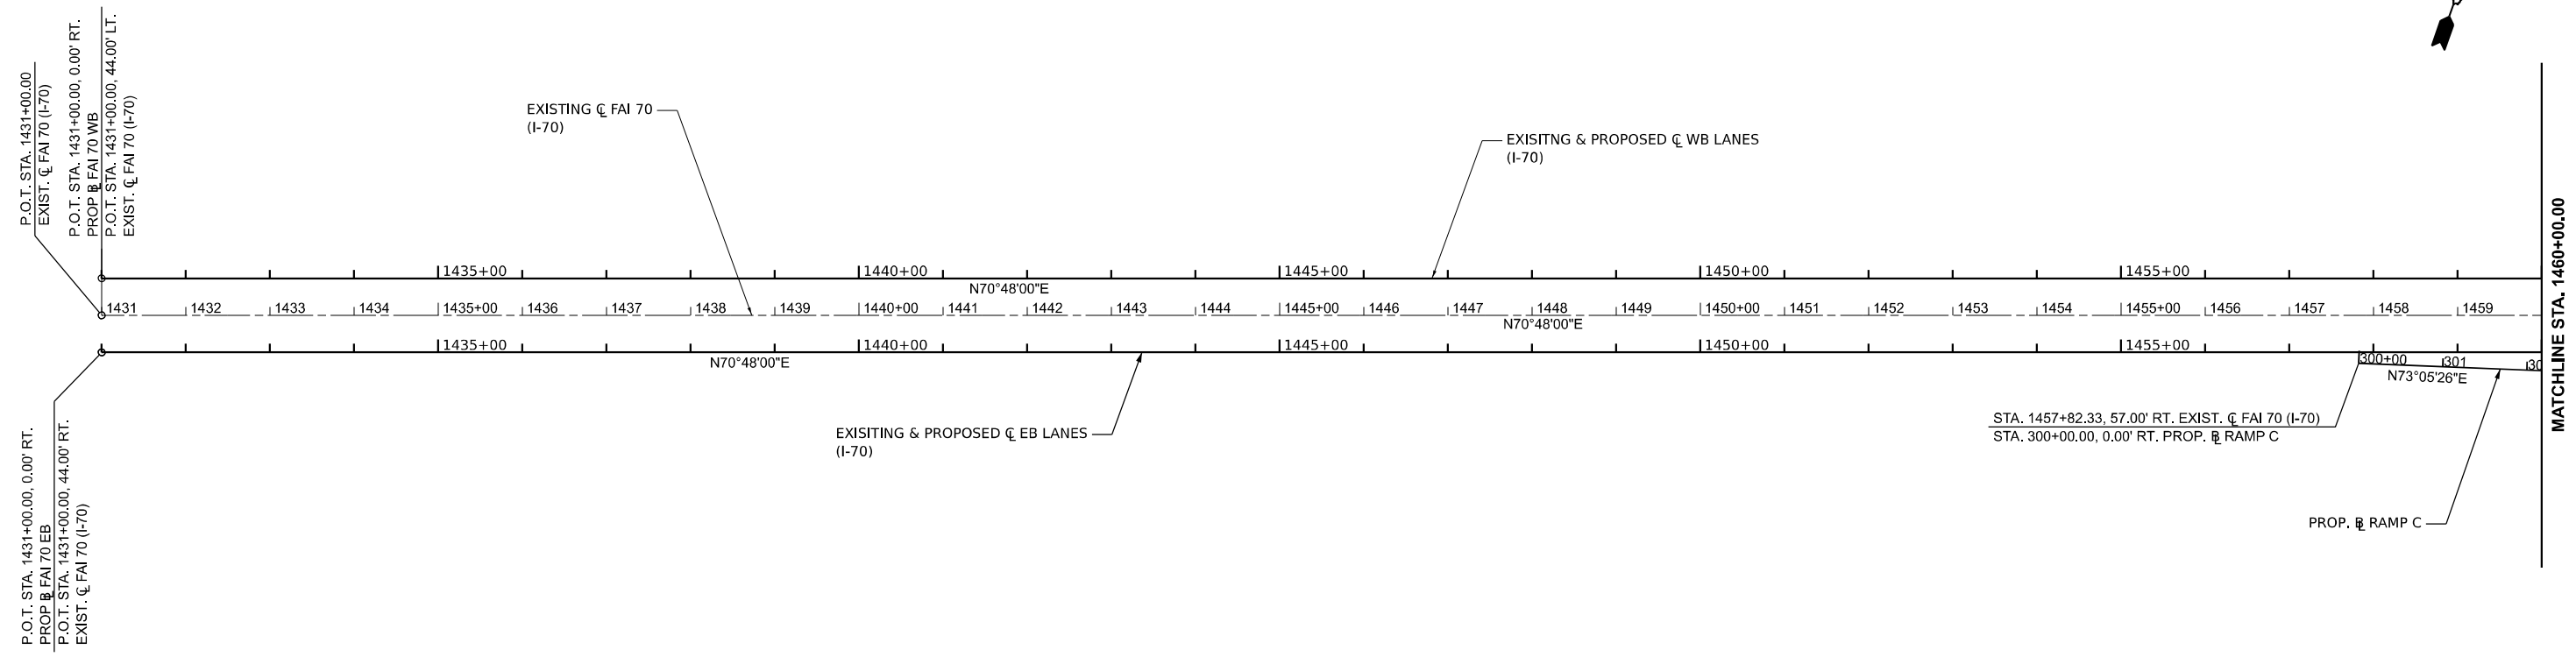 P.O.T. STA. 1431+00.00
EXIST. ℄ FAI 70 (I-70)
P.O.T. STA. 1431+00.00, 0.00' RT.
PROP ⅊ FAI 70 WB
P.O.T. STA. 1431+00.00, 44.00' LT.
EXIST. ℄ FAI 70 (I-70)
EXISTING ℄ FAI 70
(I-70)
EXISITNG & PROPOSED ℄ WB LANES
(I-70)
1435+00 1440+00 1445+00 1450+00 1455+00
N70°48'00"E
1431 1432 1433 1434 1435+00 1436 1437 1438 1439 1440+00 1441 1442 1443 1444 1445+00 1446 1447 1448 1449 1450+00 1451 1452 1453 1454 1455+00 1456 1457 1458 1459
N70°48'00"E
1435+00 1440+00 1445+00 1450+00 1455+00
N70°48'00"E
300+00 301 30
N73°05'26"E
EXISITING & PROPOSED ℄ EB LANES
(I-70)
STA. 1457+82.33, 57.00' RT. EXIST. ℄ FAI 70 (I-70)
STA. 300+00.00, 0.00' RT. PROP. ⅊ RAMP C
PROP. ⅊ RAMP C
P.O.T. STA. 1431+00.00, 0.00' RT.
PROP ⅊ FAI 70 EB
P.O.T. STA. 1431+00.00, 44.00' RT.
EXIST. ℄ FAI 70 (I-70)
MATCHLINE STA. 1460+00.00